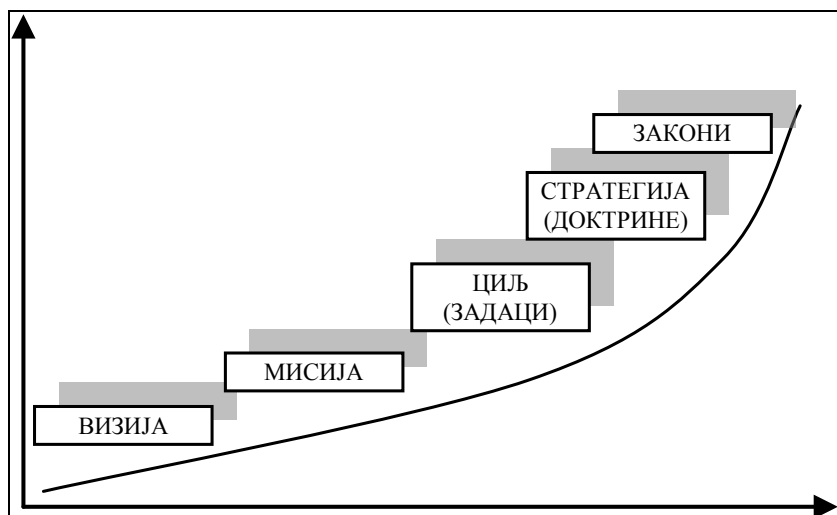 ЗАКОНИ
СТРАТЕГИЈА
(ДОКТРИНЕ)
ЦИЉ
(ЗАДАЦИ)
МИСИЈА
ВИЗИЈА